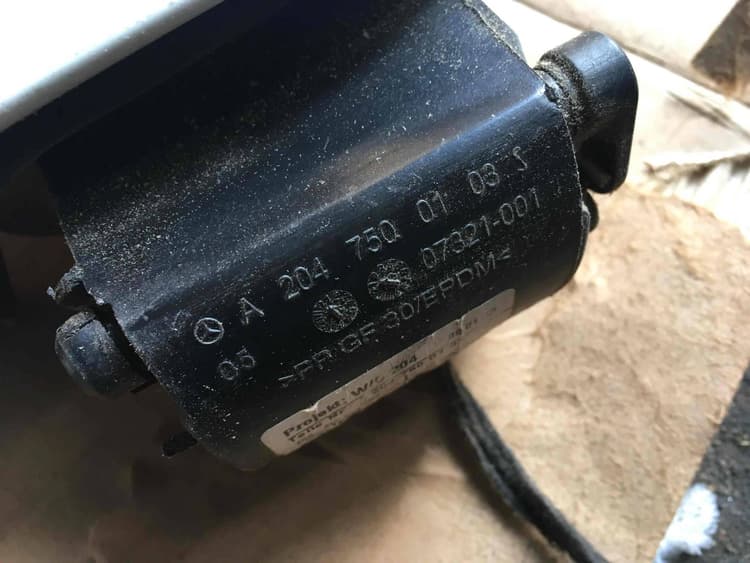 A 204 750 01 03
05 07321-001
>PP GF 30/EPDM<
Projekt: W/C 204